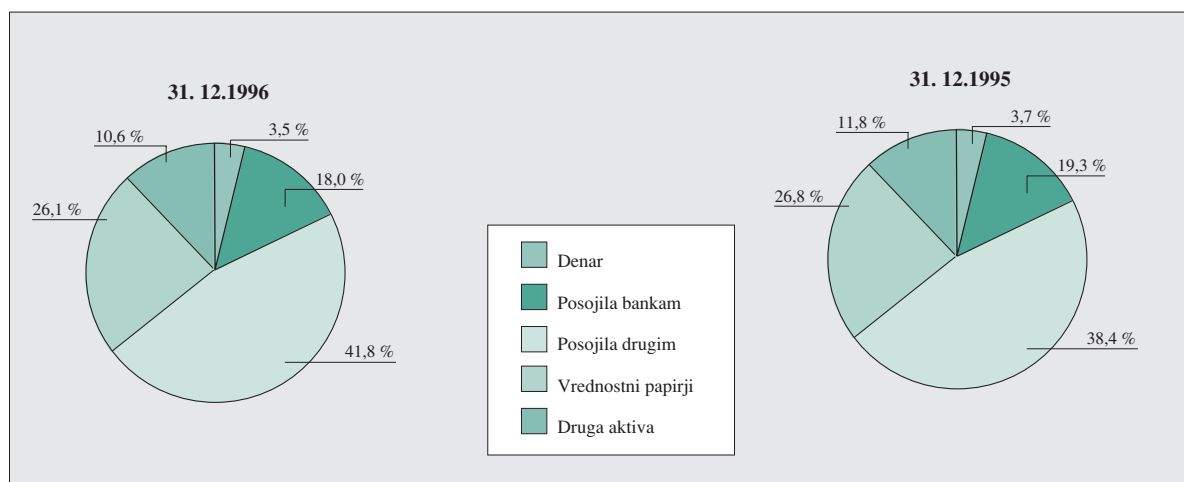 31. 12.1996
10,6 %
3,5 %
18,0 %
26,1 %
41,8 %
Denar
Posojila bankam
Posojila drugim
Vrednostni papirji
Druga aktiva
31. 12.1995
11,8 %
3,7 %
19,3 %
26,8 %
38,4 %